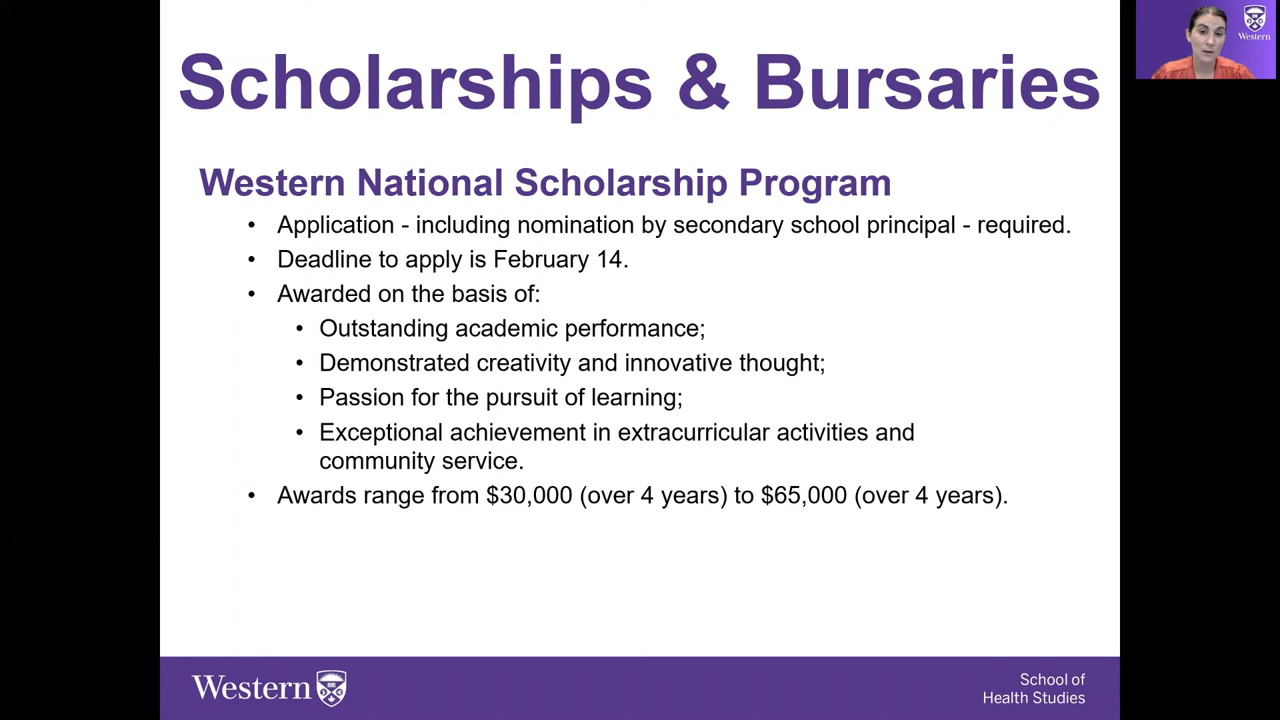 Scholarships & Bursaries
Western National Scholarship Program
• Application - including nomination by secondary school principal - required.
• Deadline to apply is February 14.
• Awarded on the basis of:
• Outstanding academic performance;
• Demonstrated creativity and innovative thought;
• Passion for the pursuit of learning;
• Exceptional achievement in extracurricular activities and
community service.
• Awards range from $30,000 (over 4 years) to $65,000 (over 4 years).
Western
School of
Health Studies
Western